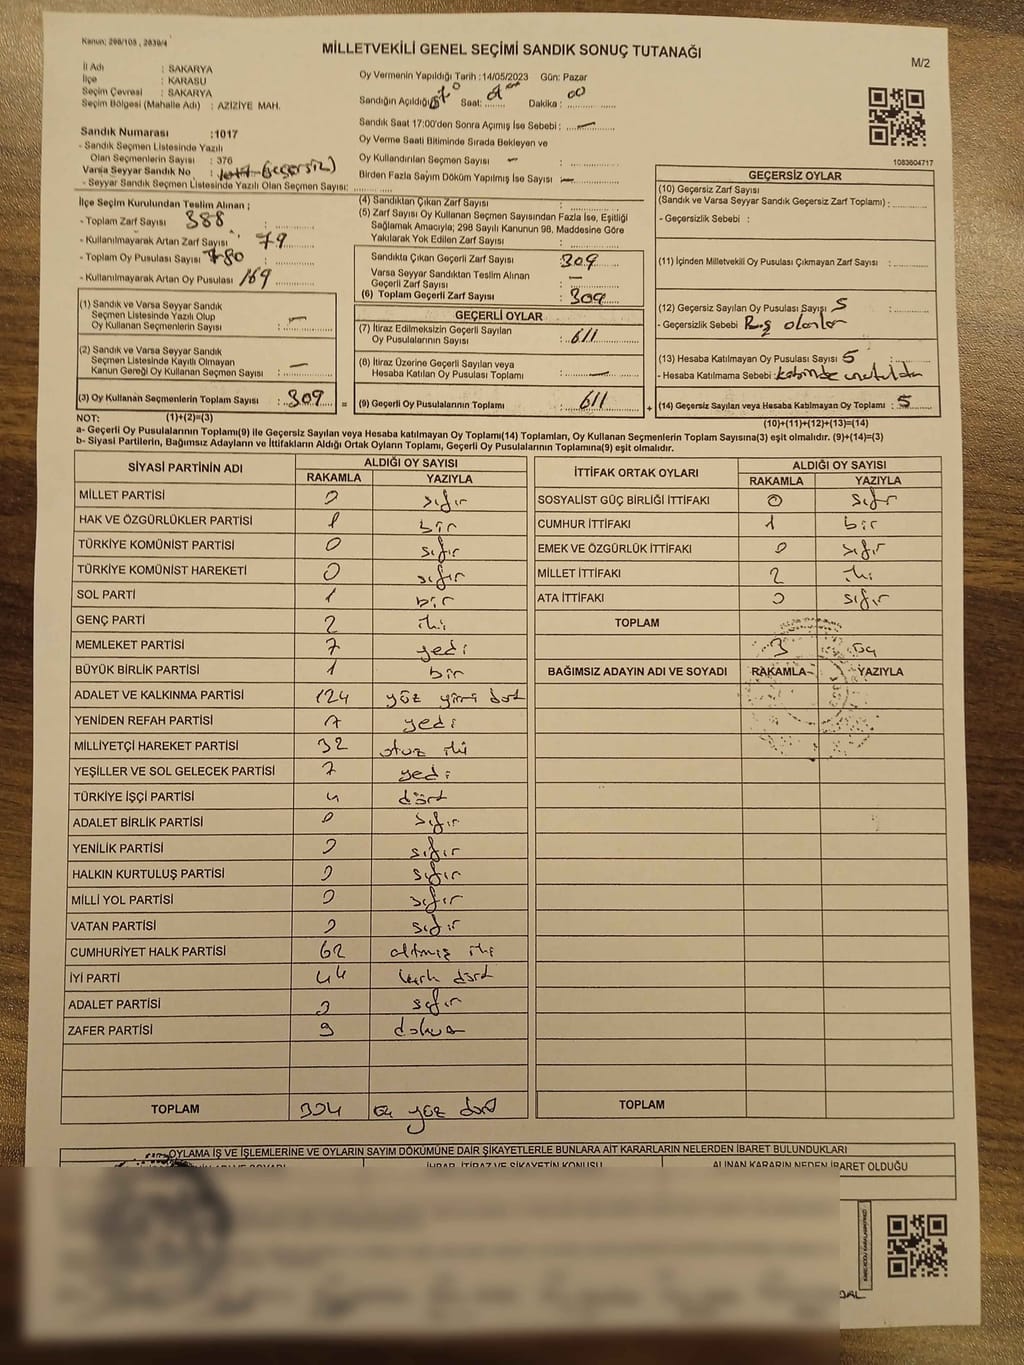 Kanun: 298/105 , 2839/4
MİLLETVEKİLİ GENEL SEÇİMİ SANDIK SONUÇ TUTANAĞI
M/2
İl Adı : SAKARYA
İlçe : KARASU
Seçim Çevresi : SAKARYA
Seçim Bölgesi (Mahalle Adı) : AZİZİYE MAH.
Sandık Numarası : 1017
- Sandık Seçmen Listesinde Yazılı
Olan Seçmenlerin Sayısı : 376
Varsa Seyyar Sandık No (geçersiz)
- Seyyar Sandık Seçmen Listesinde Yazılı Olan Seçmen Sayısı:
Oy Vermenin Yapıldığı Tarih :14/05/2023 Gün: Pazar
Sandığın Açıldığı Saat: Dakika : 00
Sandık Saat 17:00'den Sonra Açımış İse Sebebi : —
Oy Verme Saati Bitiminde Sırada Bekleyen ve
Oy Kullandırılan Seçmen Sayısı — :
Birden Fazla Sayım Döküm Yapılmış İse Sayısı : —
1083604717
İlçe Seçim Kurulundan Teslim Alınan ;
- Toplam Zarf Sayısı 388
- Kullanılmayarak Artan Zarf Sayısı 79
- Toplam Oy Pusulası Sayısı 780
- Kullanılmayarak Artan Oy Pusulası 169
(1) Sandık ve Varsa Seyyar Sandık
Seçmen Listesinde Yazılı Olup
Oy Kullanan Seçmenlerin Sayısı : —
(2) Sandık ve Varsa Seyyar Sandık
Seçmen Listesinde Kayıtlı Olmayan
Kanun Gereği Oy Kullanan Seçmen Sayısı : —
(3) Oy Kullanan Seçmenlerin Toplam Sayısı : 309 =
(4) Sandıktan Çıkan Zarf Sayısı :
(5) Zarf Sayısı Oy Kullanan Seçmen Sayısından Fazla İse, Eşitliği
Sağlamak Amacıyla; 298 Sayılı Kanunun 98. Maddesine Göre
Yakılarak Yok Edilen Zarf Sayısı :
Sandıkta Çıkan Geçerli Zarf Sayısı : 309
Varsa Seyyar Sandıktan Teslim Alınan
Geçerli Zarf Sayısı : —
(6) Toplam Geçerli Zarf Sayısı : 309
GEÇERLİ OYLAR
(7) İtiraz Edilmeksizin Geçerli Sayılan
Oy Pusulalarının Sayısı : 611
(8) İtiraz Üzerine Geçerli Sayılan veya
Hesaba Katılan Oy Pusulası Toplamı : —
(9) Geçerli Oy Pusulalarının Toplamı : 611 +
GEÇERSİZ OYLAR
(10) Geçersiz Zarf Sayısı
(Sandık ve Varsa Seyyar Sandık Geçersiz Zarf Toplamı) :
- Geçersizlik Sebebi :
(11) İçinden Milletvekili Oy Pusulası Çıkmayan Zarf Sayısı :
(12) Geçersiz Sayılan Oy Pusulası Sayısı 5
- Geçersizlik Sebebi Boş olanlar
(13) Hesaba Katılmayan Oy Pusulası Sayısı 5
- Hesaba Katılmama Sebebi : kabinde unutulan
(14) Geçersiz Sayılan veya Hesaba Katılmayan Oy Toplamı : 5
NOT: (1)+(2)=(3)
(10)+(11)+(12)+(13)=(14)
a- Geçerli Oy Pusulalarının Toplamı(9) ile Geçersiz Sayılan veya Hesaba katılmayan Oy Toplamı(14) Toplamları, Oy Kullanan Seçmenlerin Toplam Sayısına(3) eşit olmalıdır. (9)+(14)=(3)
b- Siyasi Partilerin, Bağımsız Adayların ve İttifakların Aldığı Ortak Oyların Toplamı, Geçerli Oy Pusulalarının Toplamına(9) eşit olmalıdır.
SİYASİ PARTİNİN ADI ALDIĞI OY SAYISI
RAKAMLA YAZIYLA
MİLLET PARTİSİ 0 sıfır
HAK VE ÖZGÜRLÜKLER PARTİSİ 1 bir
TÜRKİYE KOMÜNİST PARTİSİ 0 sıfır
TÜRKİYE KOMÜNİST HAREKETİ 0 sıfır
SOL PARTİ 1 bir
GENÇ PARTİ 2 iki
MEMLEKET PARTİSİ 7 yedi
BÜYÜK BİRLİK PARTİSİ 1 bir
ADALET VE KALKINMA PARTİSİ 124 yüz yirmi dört
YENİDEN REFAH PARTİSİ 7 yedi
MİLLİYETÇİ HAREKET PARTİSİ 32 otuz iki
YEŞİLLER VE SOL GELECEK PARTİSİ 7 yedi
TÜRKİYE İŞÇİ PARTİSİ 4 dört
ADALET BİRLİK PARTİSİ 0 sıfır
YENİLİK PARTİSİ 0 sıfır
HALKIN KURTULUŞ PARTİSİ 0 sıfır
MİLLİ YOL PARTİSİ 0 sıfır
VATAN PARTİSİ 0 sıfır
CUMHURİYET HALK PARTİSİ 62 altmış iki
İYİ PARTİ 44 kırk dört
ADALET PARTİSİ 0 sıfır
ZAFER PARTİSİ 9 dokuz
TOPLAM 304 üç yüz dört
İTTİFAK ORTAK OYLARI ALDIĞI OY SAYISI
RAKAMLA YAZIYLA
SOSYALİST GÜÇ BİRLİĞİ İTTİFAKI 0 sıfır
CUMHUR İTTİFAKI 1 bir
EMEK VE ÖZGÜRLÜK İTTİFAKI 0 sıfır
MİLLET İTTİFAKI 2 iki
ATA İTTİFAKI 0 sıfır
TOPLAM
3 üç
BAĞIMSIZ ADAYIN ADI VE SOYADI RAKAMLA YAZIYLA
TOPLAM
OYLAMA İŞ VE İŞLEMLERİNE VE OYLARIN SAYIM DÖKÜMÜNE DAİR ŞİKAYETLERLE BUNLARA AİT KARARLARIN NELERDEN İBARET BULUNDUKLARI
İHBAR, İTİRAZ VE ŞİKAYETİN KONUSU ALINAN KARARIN NEDEN İBARET OLDUĞU